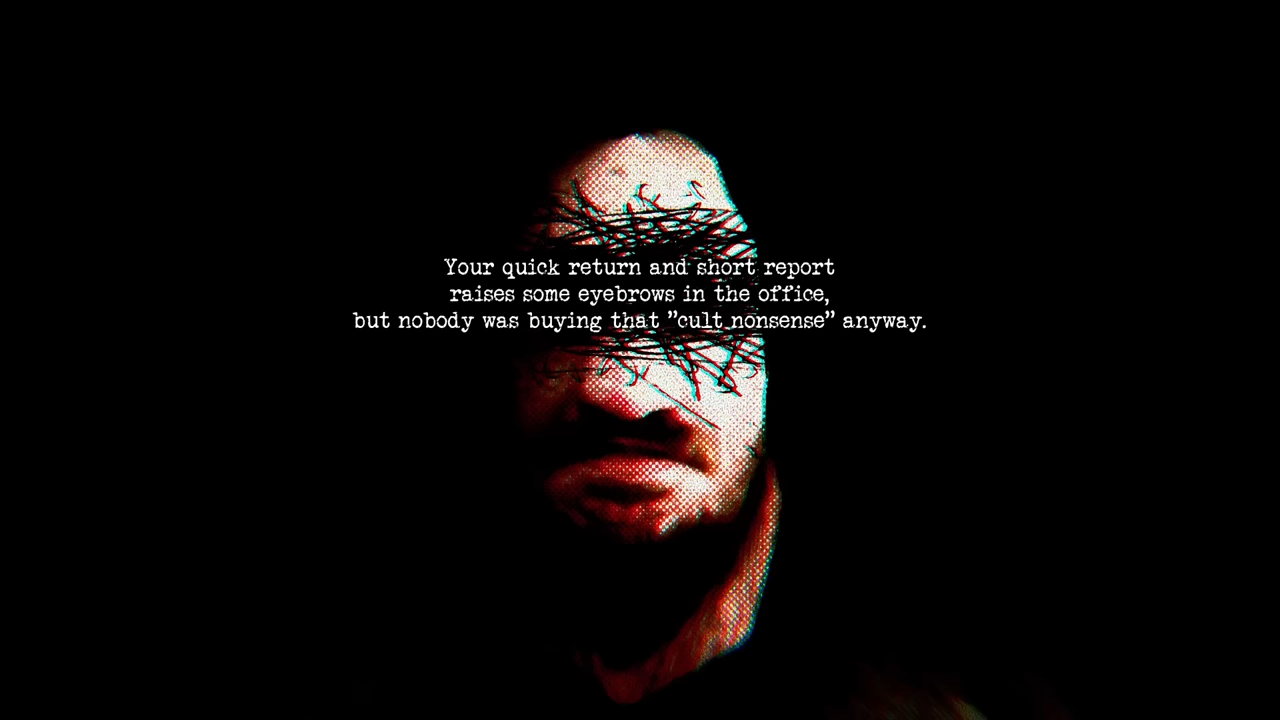 Your quick return and short report
raises some eyebrows in the office,
but nobody was buying that ”cult nonsense” anyway.